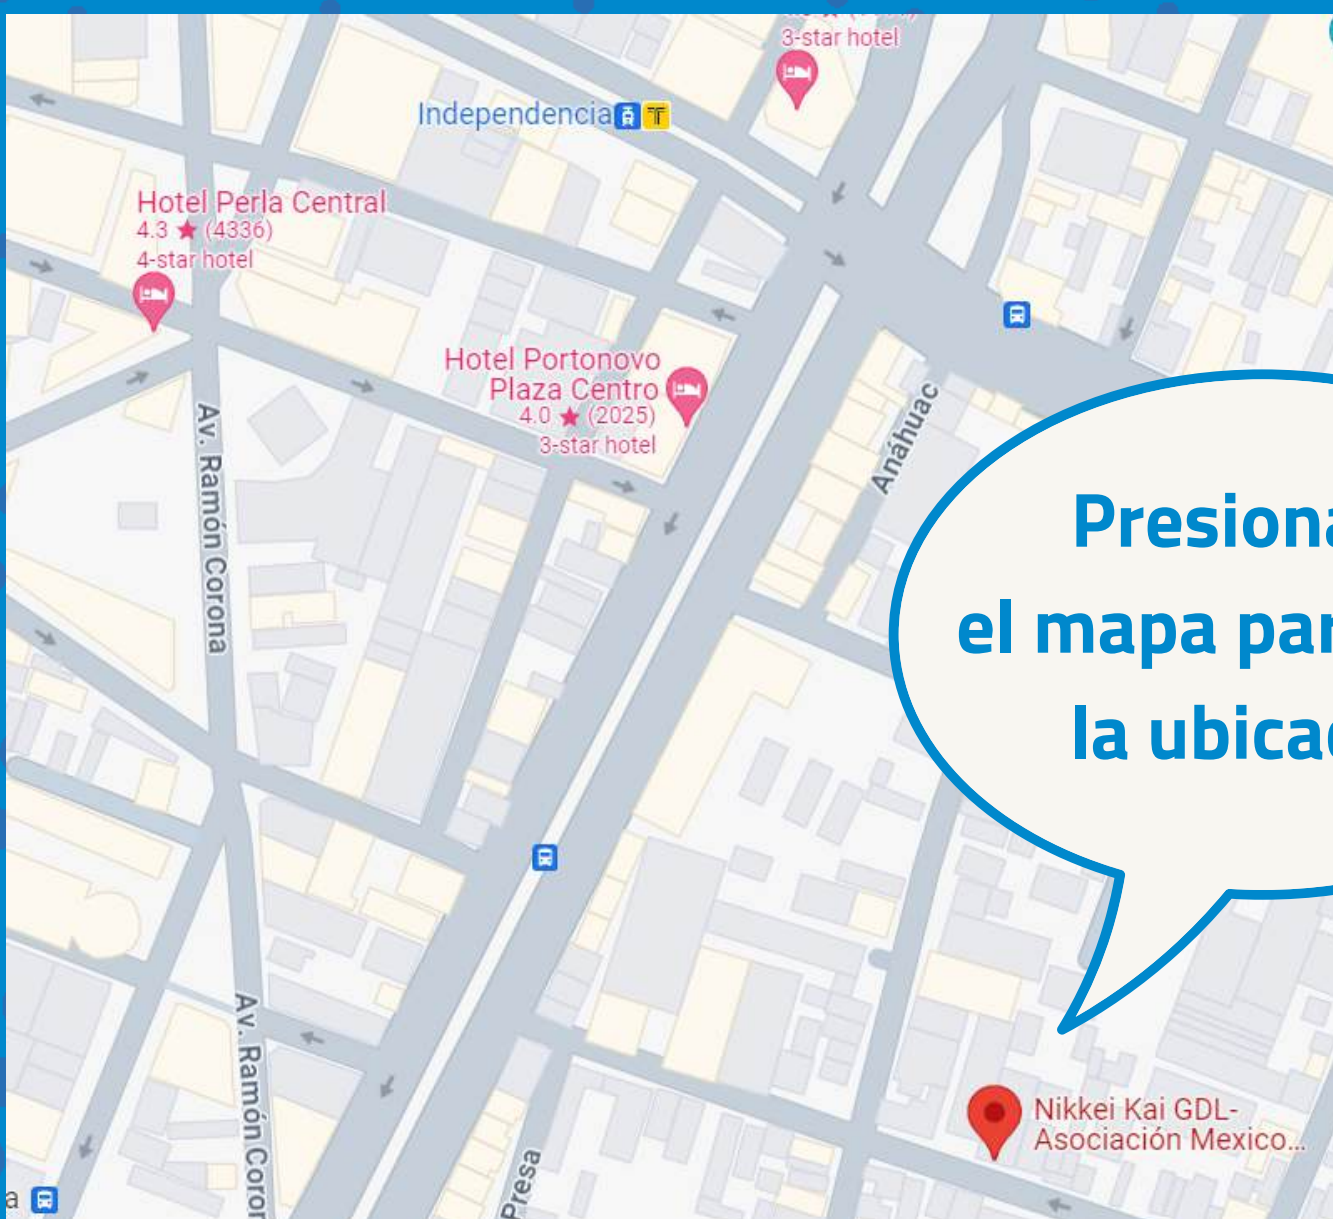 3-star hotel
Independencia
Hotel Perla Central
4.3 ★ (4336)
4-star hotel
Hotel Portonovo
Plaza Centro
4.0 ★ (2025)
3-star hotel
Av. Ramón Corona
Anáhuac
Presiona
el mapa par
la ubica
Av. Ramón Coron
Presa
Nikkei Kai GDL-
Asociación Mexico...
a